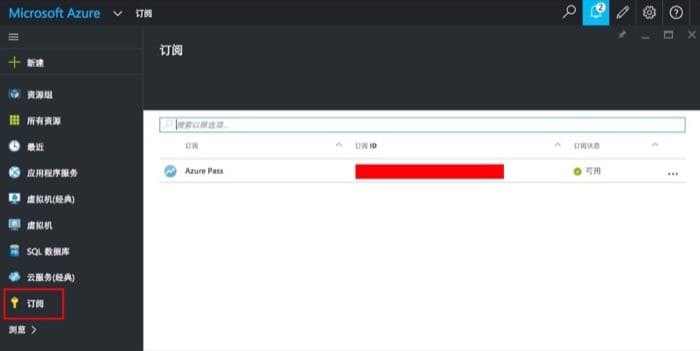 Microsoft Azure 订阅
2
新建
资源组
所有资源
最近
应用程序服务
虚拟机(经典)
虚拟机
SQL 数据库
云服务(经典)
订阅
浏览 >
订阅
搜索以筛选项...
订阅 订阅 ID 订阅状态
Azure Pass 可用 ...